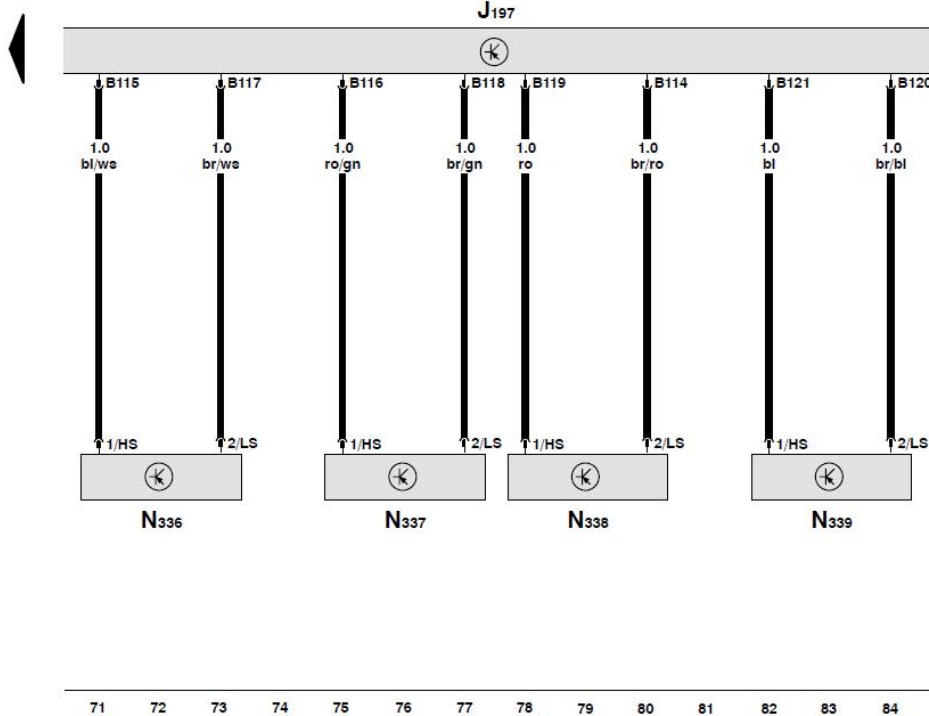 J197
B115 B117 B116 B118 B119 B114 B121 B120
1.0 1.0 1.0 1.0 1.0 1.0 1.0 1.0
bl/ws br/ws ro/gn br/gn ro br/ro bl br/bl
1/HS 2/LS 1/HS 2/LS 1/HS 2/LS 1/HS 2/LS
N336 N337 N338 N339
71 72 73 74 75 76 77 78 79 80 81 82 83 84